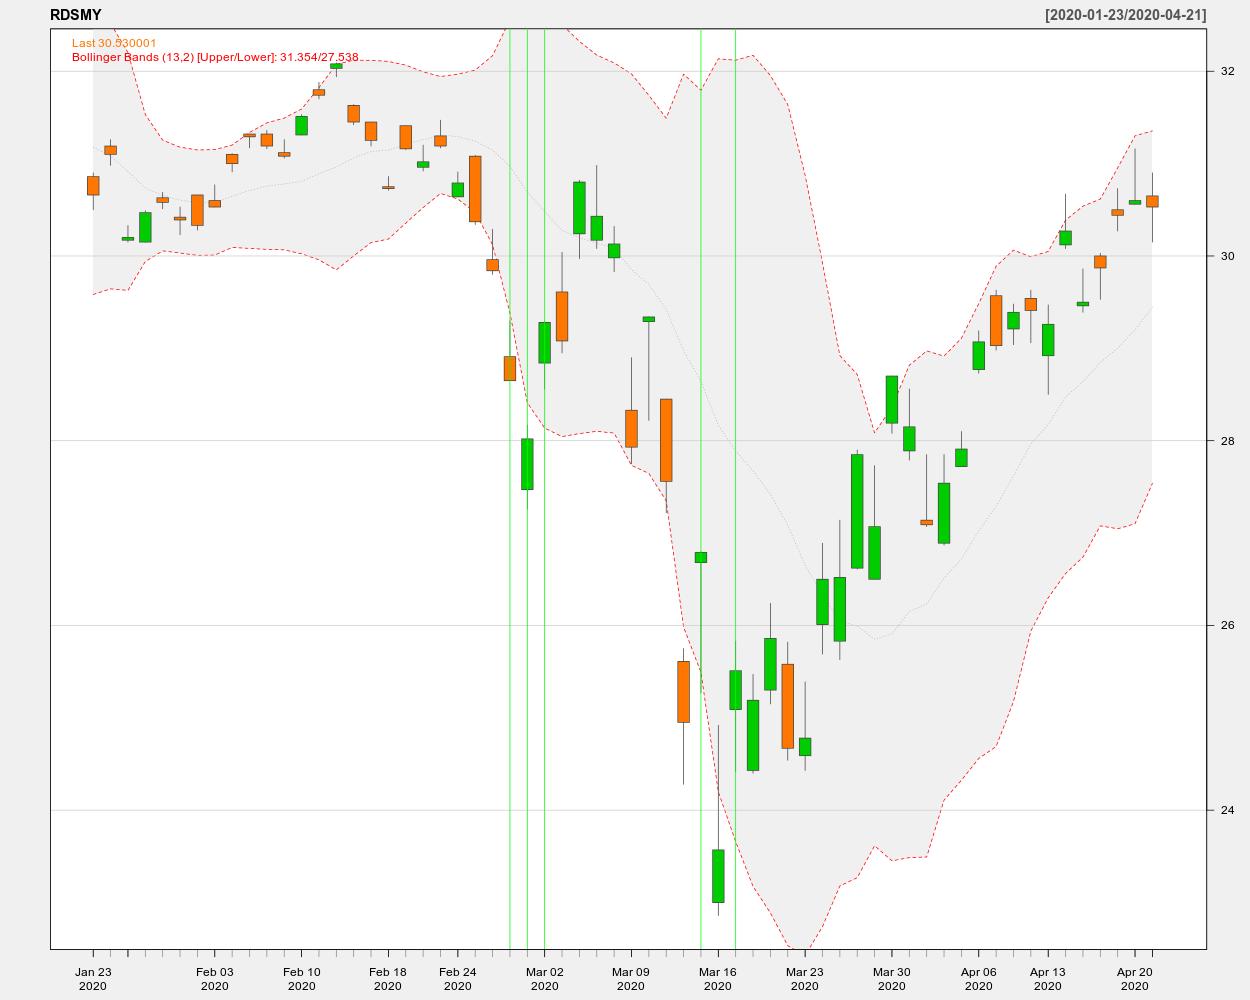 RDSMY [2020-01-23/2020-04-21]
Last 30.530001
Bollinger Bands (13,2) [Upper/Lower]: 31.354/27.538
32
30
28
26
24
Jan 23 Feb 03 Feb 10 Feb 18 Feb 24 Mar 02 Mar 09 Mar 16 Mar 23 Mar 30 Apr 06 Apr 13 Apr 20
2020 2020 2020 2020 2020 2020 2020 2020 2020 2020 2020 2020 2020